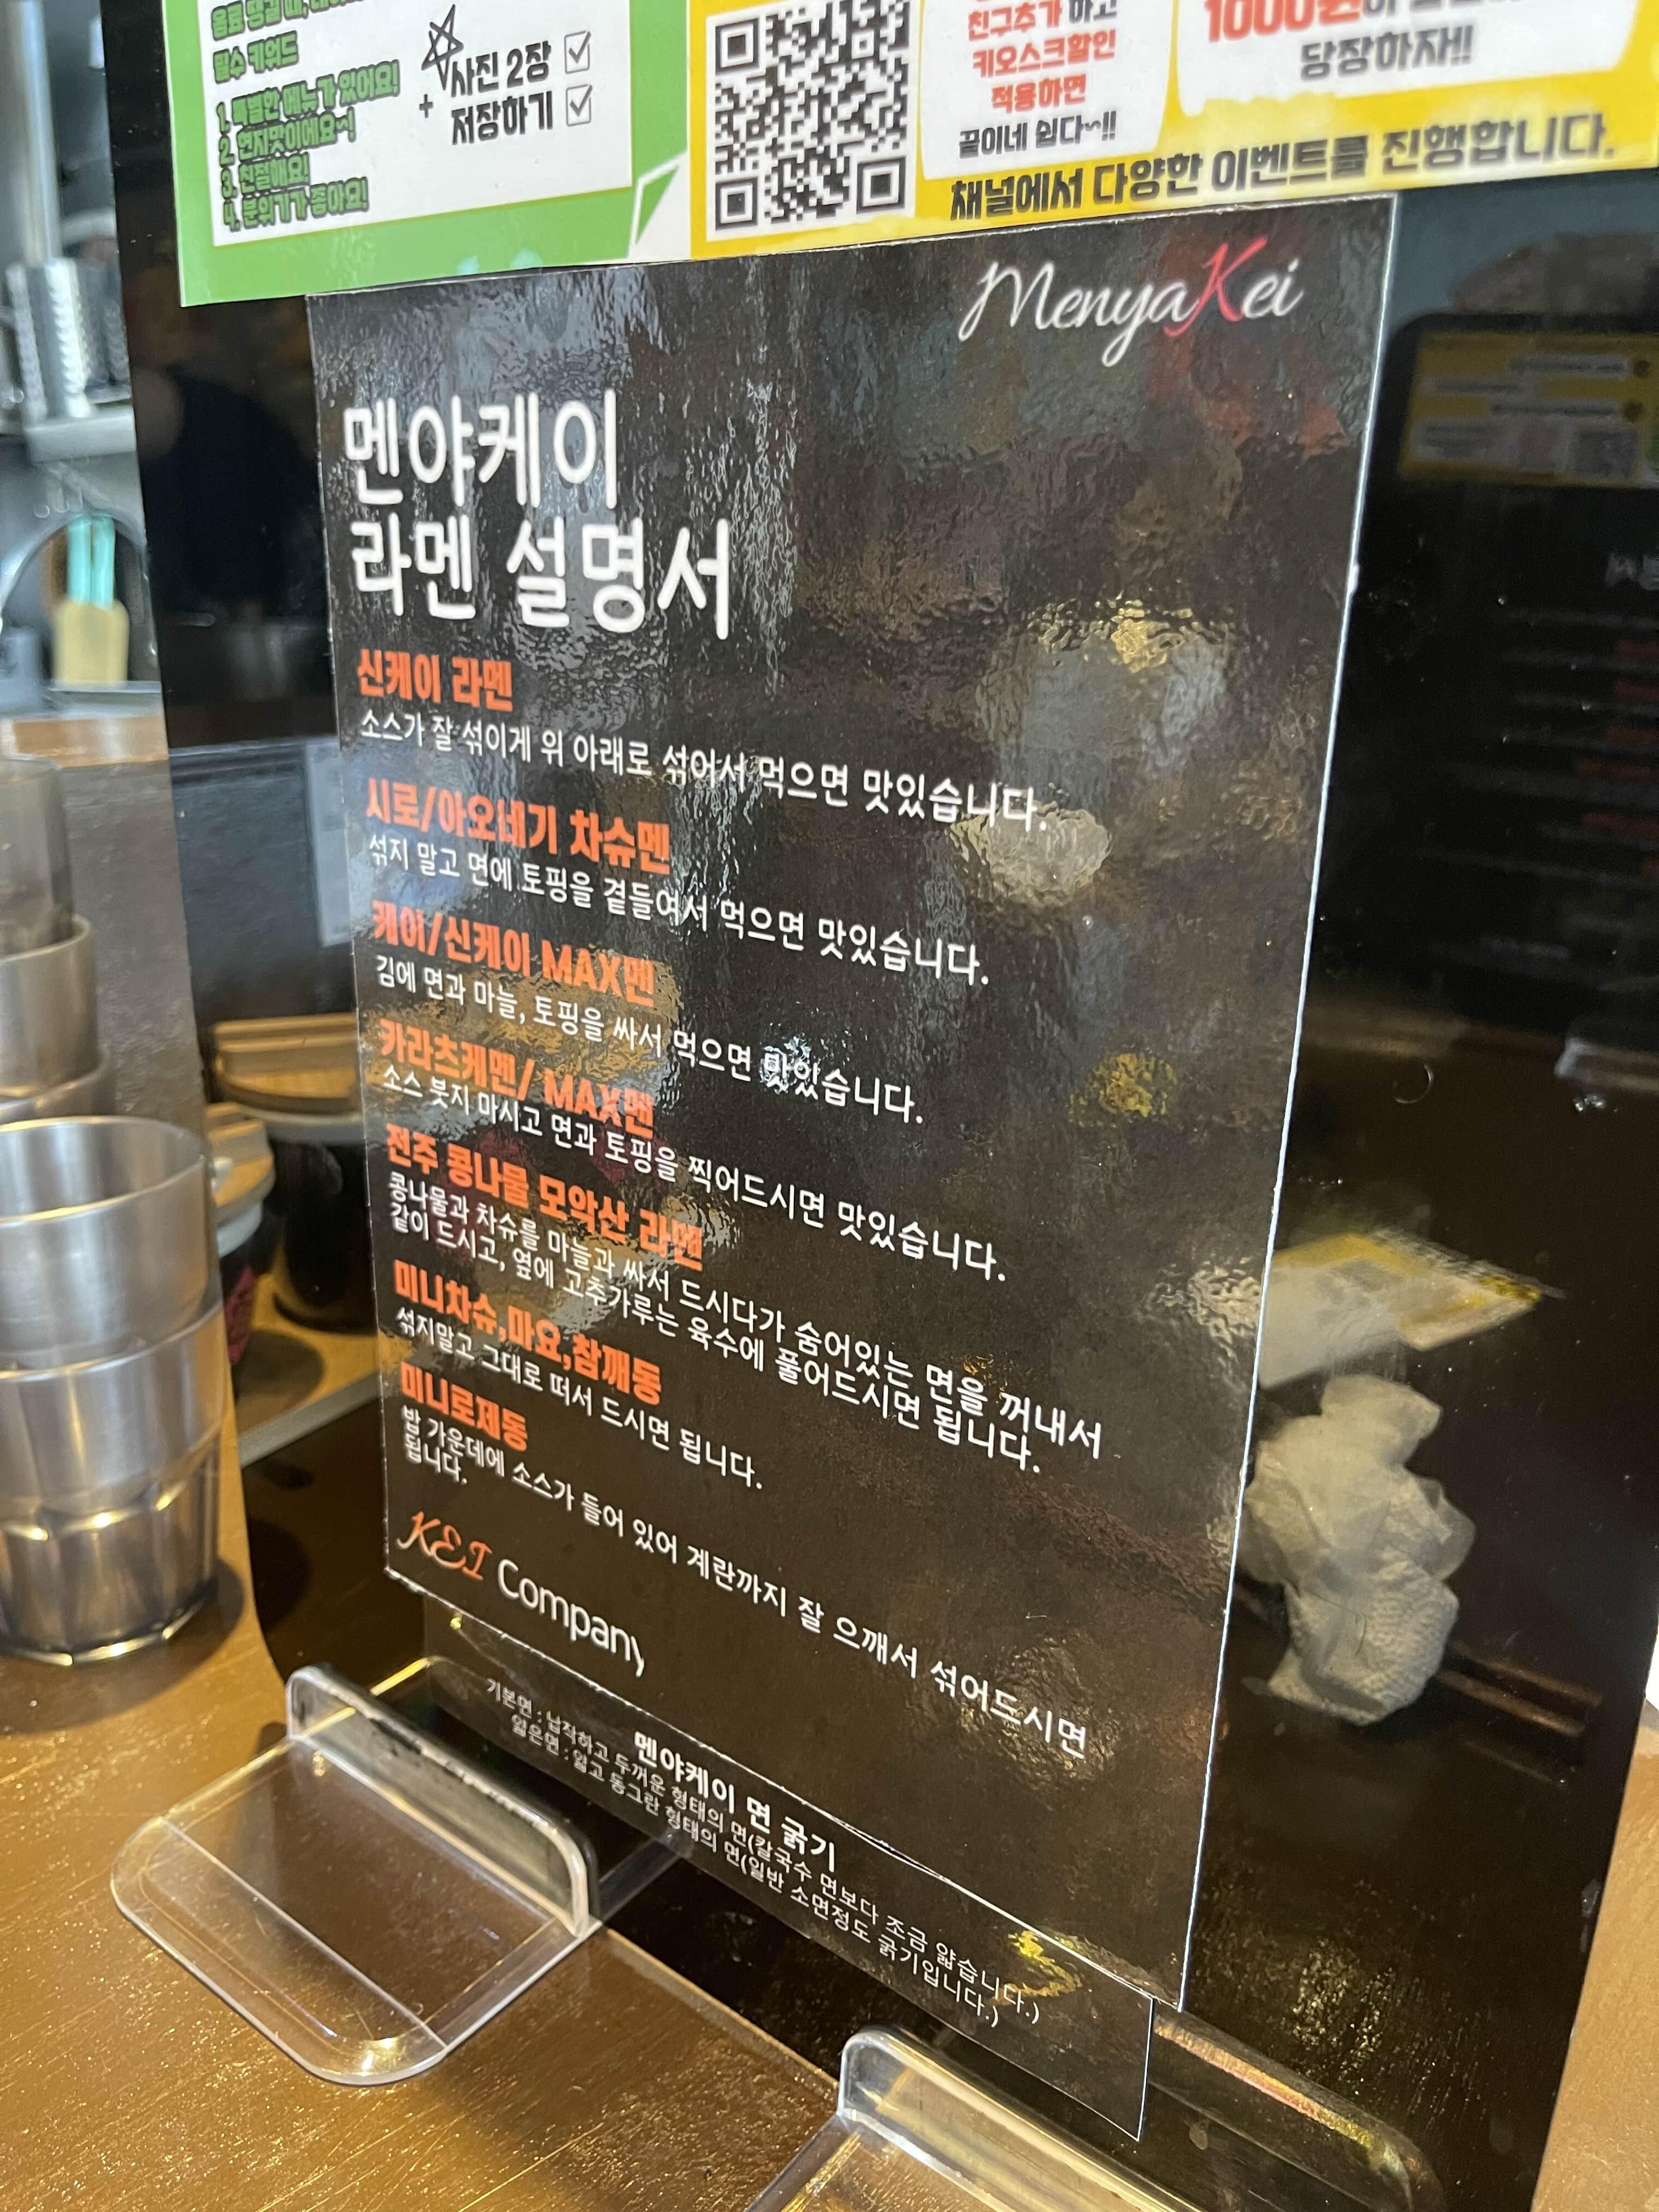 밀수 키워드
1. 특별한 메뉴가 있어요!
2. 현지맛이에요~!
3. 친절해요!
4. 분위기가 좋아요!
사진 2장
+ 저장하기
친구추가 하고
키오스크할인
적용하면
끝이네 쉽다~!!
1000원이
당장하자!!
채널에서 다양한 이벤트를 진행합니다.
MenyaKei
멘야케이
라멘 설명서
신케이 라멘
소스가 잘 섞이게 위 아래로 섞어서 먹으면 맛있습니다.
시로/아오네기 차슈멘
섞지 말고 면에 토핑을 곁들여서 먹으면 맛있습니다.
케이/신케이 MAX멘
김에 면과 마늘, 토핑을 싸서 먹으면 맛있습니다.
카라츠케멘/ MAX멘
소스 붓지 마시고 면과 토핑을 찍어드시면 맛있습니다.
전주 콩나물 모악산 라멘
콩나물과 차슈를 마늘과 싸서 드시다가 숨어있는 면을 꺼내서
같이 드시고, 옆에 고추가루는 육수에 풀어드시면 됩니다.
미니차슈,마요,참깨동
섞지말고 그대로 떠서 드시면 됩니다.
미니로제동
밥 가운데에 소스가 들어 있어 계란까지 잘 으깨서 섞어드시면
됩니다.
KEI Company
멘야케이 면 굵기
기본면 : 납작하고 두꺼운 형태의 면(칼국수 면보다 조금 얇습니다.)
얇은면 : 얇고 동그란 형태의 면(일반 소면정도 굵기입니다.)